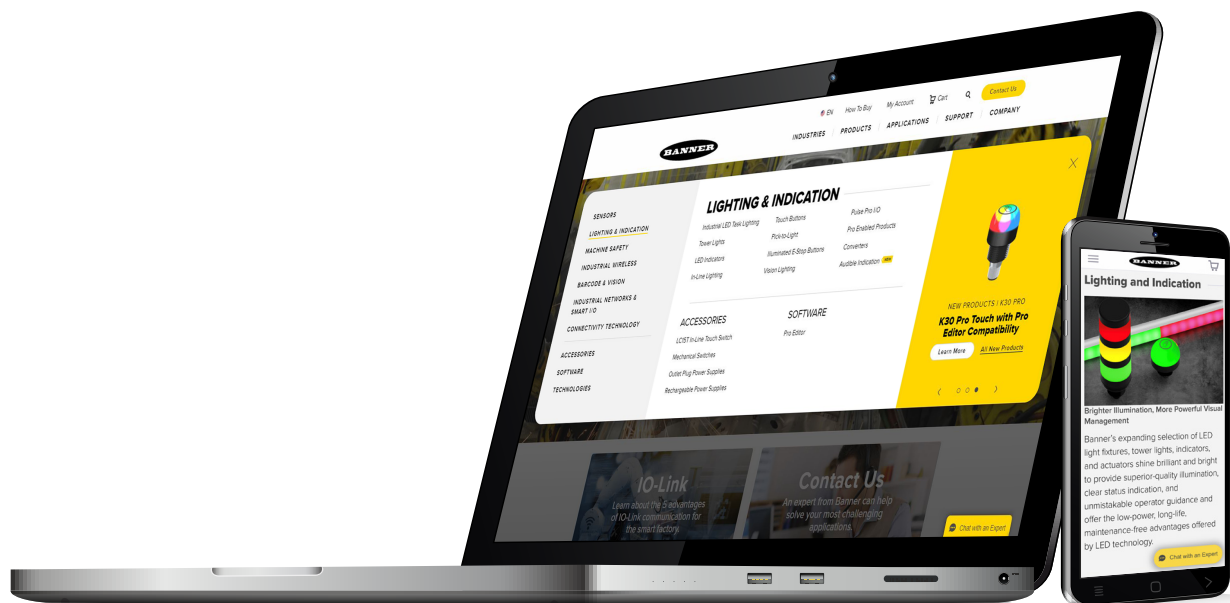 EN How To Buy My Account Cart Contact Us
BANNER
INDUSTRIES PRODUCTS APPLICATIONS SUPPORT COMPANY
SENSORS
LIGHTING & INDICATION
MACHINE SAFETY
INDUSTRIAL WIRELESS
BARCODE & VISION
INDUSTRIAL NETWORKS &
SMART I/O
CONNECTIVITY TECHNOLOGY
ACCESSORIES
SOFTWARE
TECHNOLOGIES
LIGHTING & INDICATION
Industrial LED Task Lighting
Tower Lights
LED Indicators
In-Line Lighting
Touch Buttons
Pick-to-Light
Illuminated E-Stop Buttons
Vision Lighting
Pulse Pro I/O
Pro Enabled Products
Converters
Audible Indication NEW
ACCESSORIES
LC15T In-Line Touch Switch
Mechanical Switches
Outlet Plug Power Supplies
Rechargeable Power Supplies
SOFTWARE
Pro Editor
X
NEW PRODUCTS | K30 PRO
K30 Pro Touch with Pro
Editor Compatibility
Learn More All New Products
IO-Link
Learn about the 5 advantages
of IO-Link communication for
the smart factory.
Contact Us
An expert from Banner can help
solve your most challenging
applications.
Chat with an Expert
BANNER
Lighting and Indication
Brighter Illumination, More Powerful Visual
Management
Banner's expanding selection of LED
light fixtures, tower lights, indicators,
and actuators shine brilliant and bright
to provide superior-quality illumination,
clear status indication, and
unmistakable operator guidance and
offer the low-power, long-life,
maintenance-free advantages offered
by LED technology.
Chat with an Expert